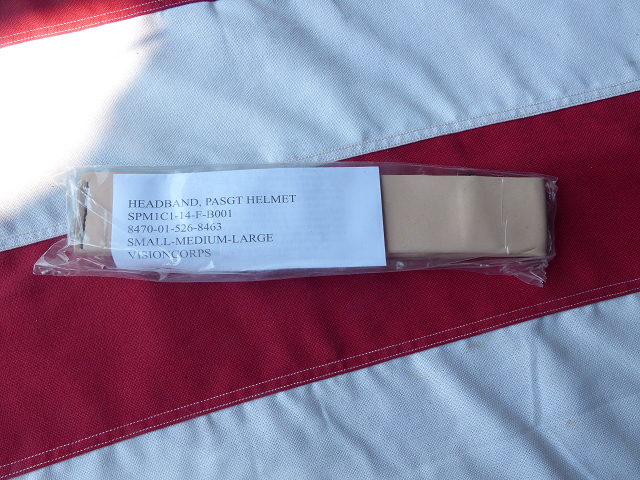 HEADBAND, PASGT HELMET
SPM1C1-14-F-B001
8470-01-526-8463
SMALL-MEDIUM-LARGE
VISIONCORPS